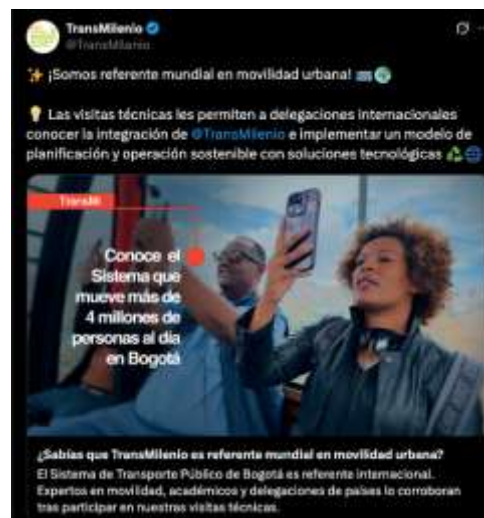 TransMilenio
@TransMilenio
¡Somos referente mundial en movilidad urbana!
Las visitas técnicas les permiten a delegaciones internacionales
conocer la integración de @TransMilenio e implementar un modelo de
planificación y operación sostenible con soluciones tecnológicas
TransMi
Conoce el
Sistema que
mueve más de
4 millones de
personas al día
en Bogotá
¿Sabías que TransMilenio es referente mundial en movilidad urbana?
El Sistema de Transporte Público de Bogotá es referente internacional.
Expertos en movilidad, académicos y delegaciones de países lo corroboran
tras participar en nuestras visitas técnicas.